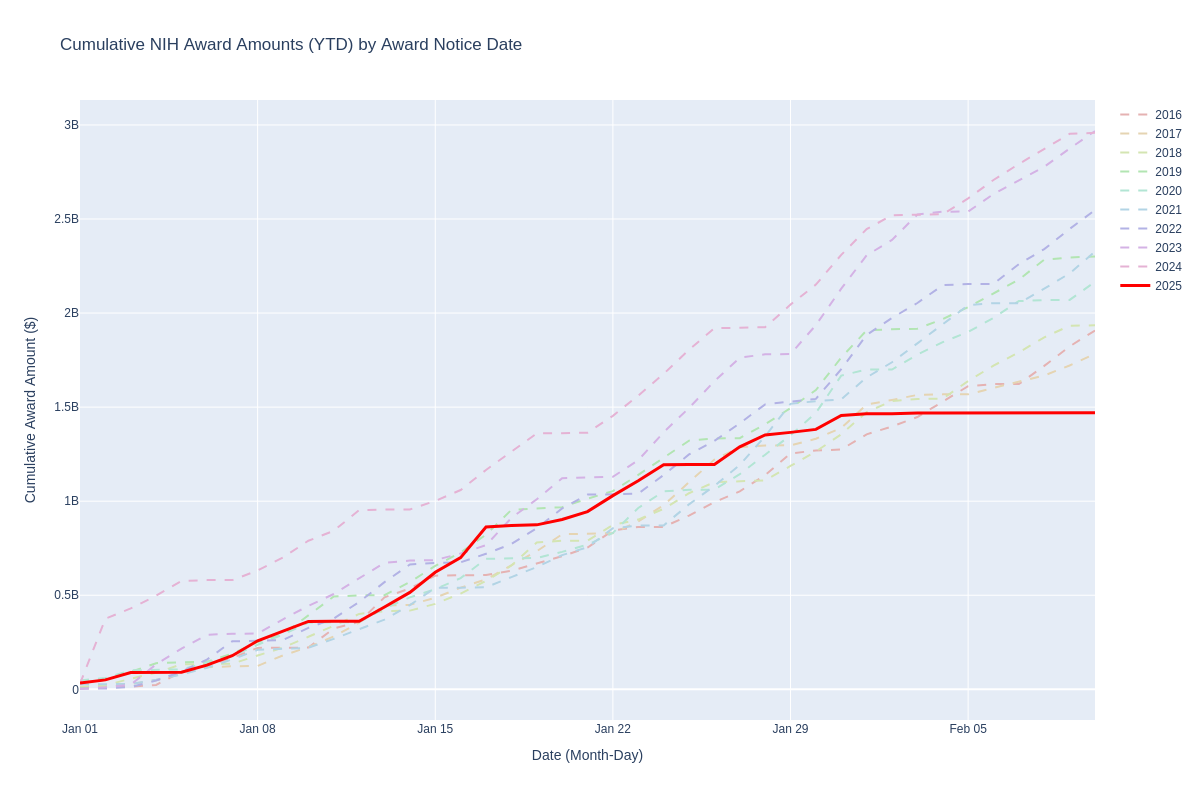 Cumulative NIH Award Amounts (YTD) by Award Notice Date
3B
2.5B
2B
1.5B
1B
0.5B
0
Cumulative Award Amount ($)
Jan 01
Jan 08
Jan 15
Jan 22
Jan 29
Feb 05
Date (Month-Day)
2016
2017
2018
2019
2020
2021
2022
2023
2024
2025